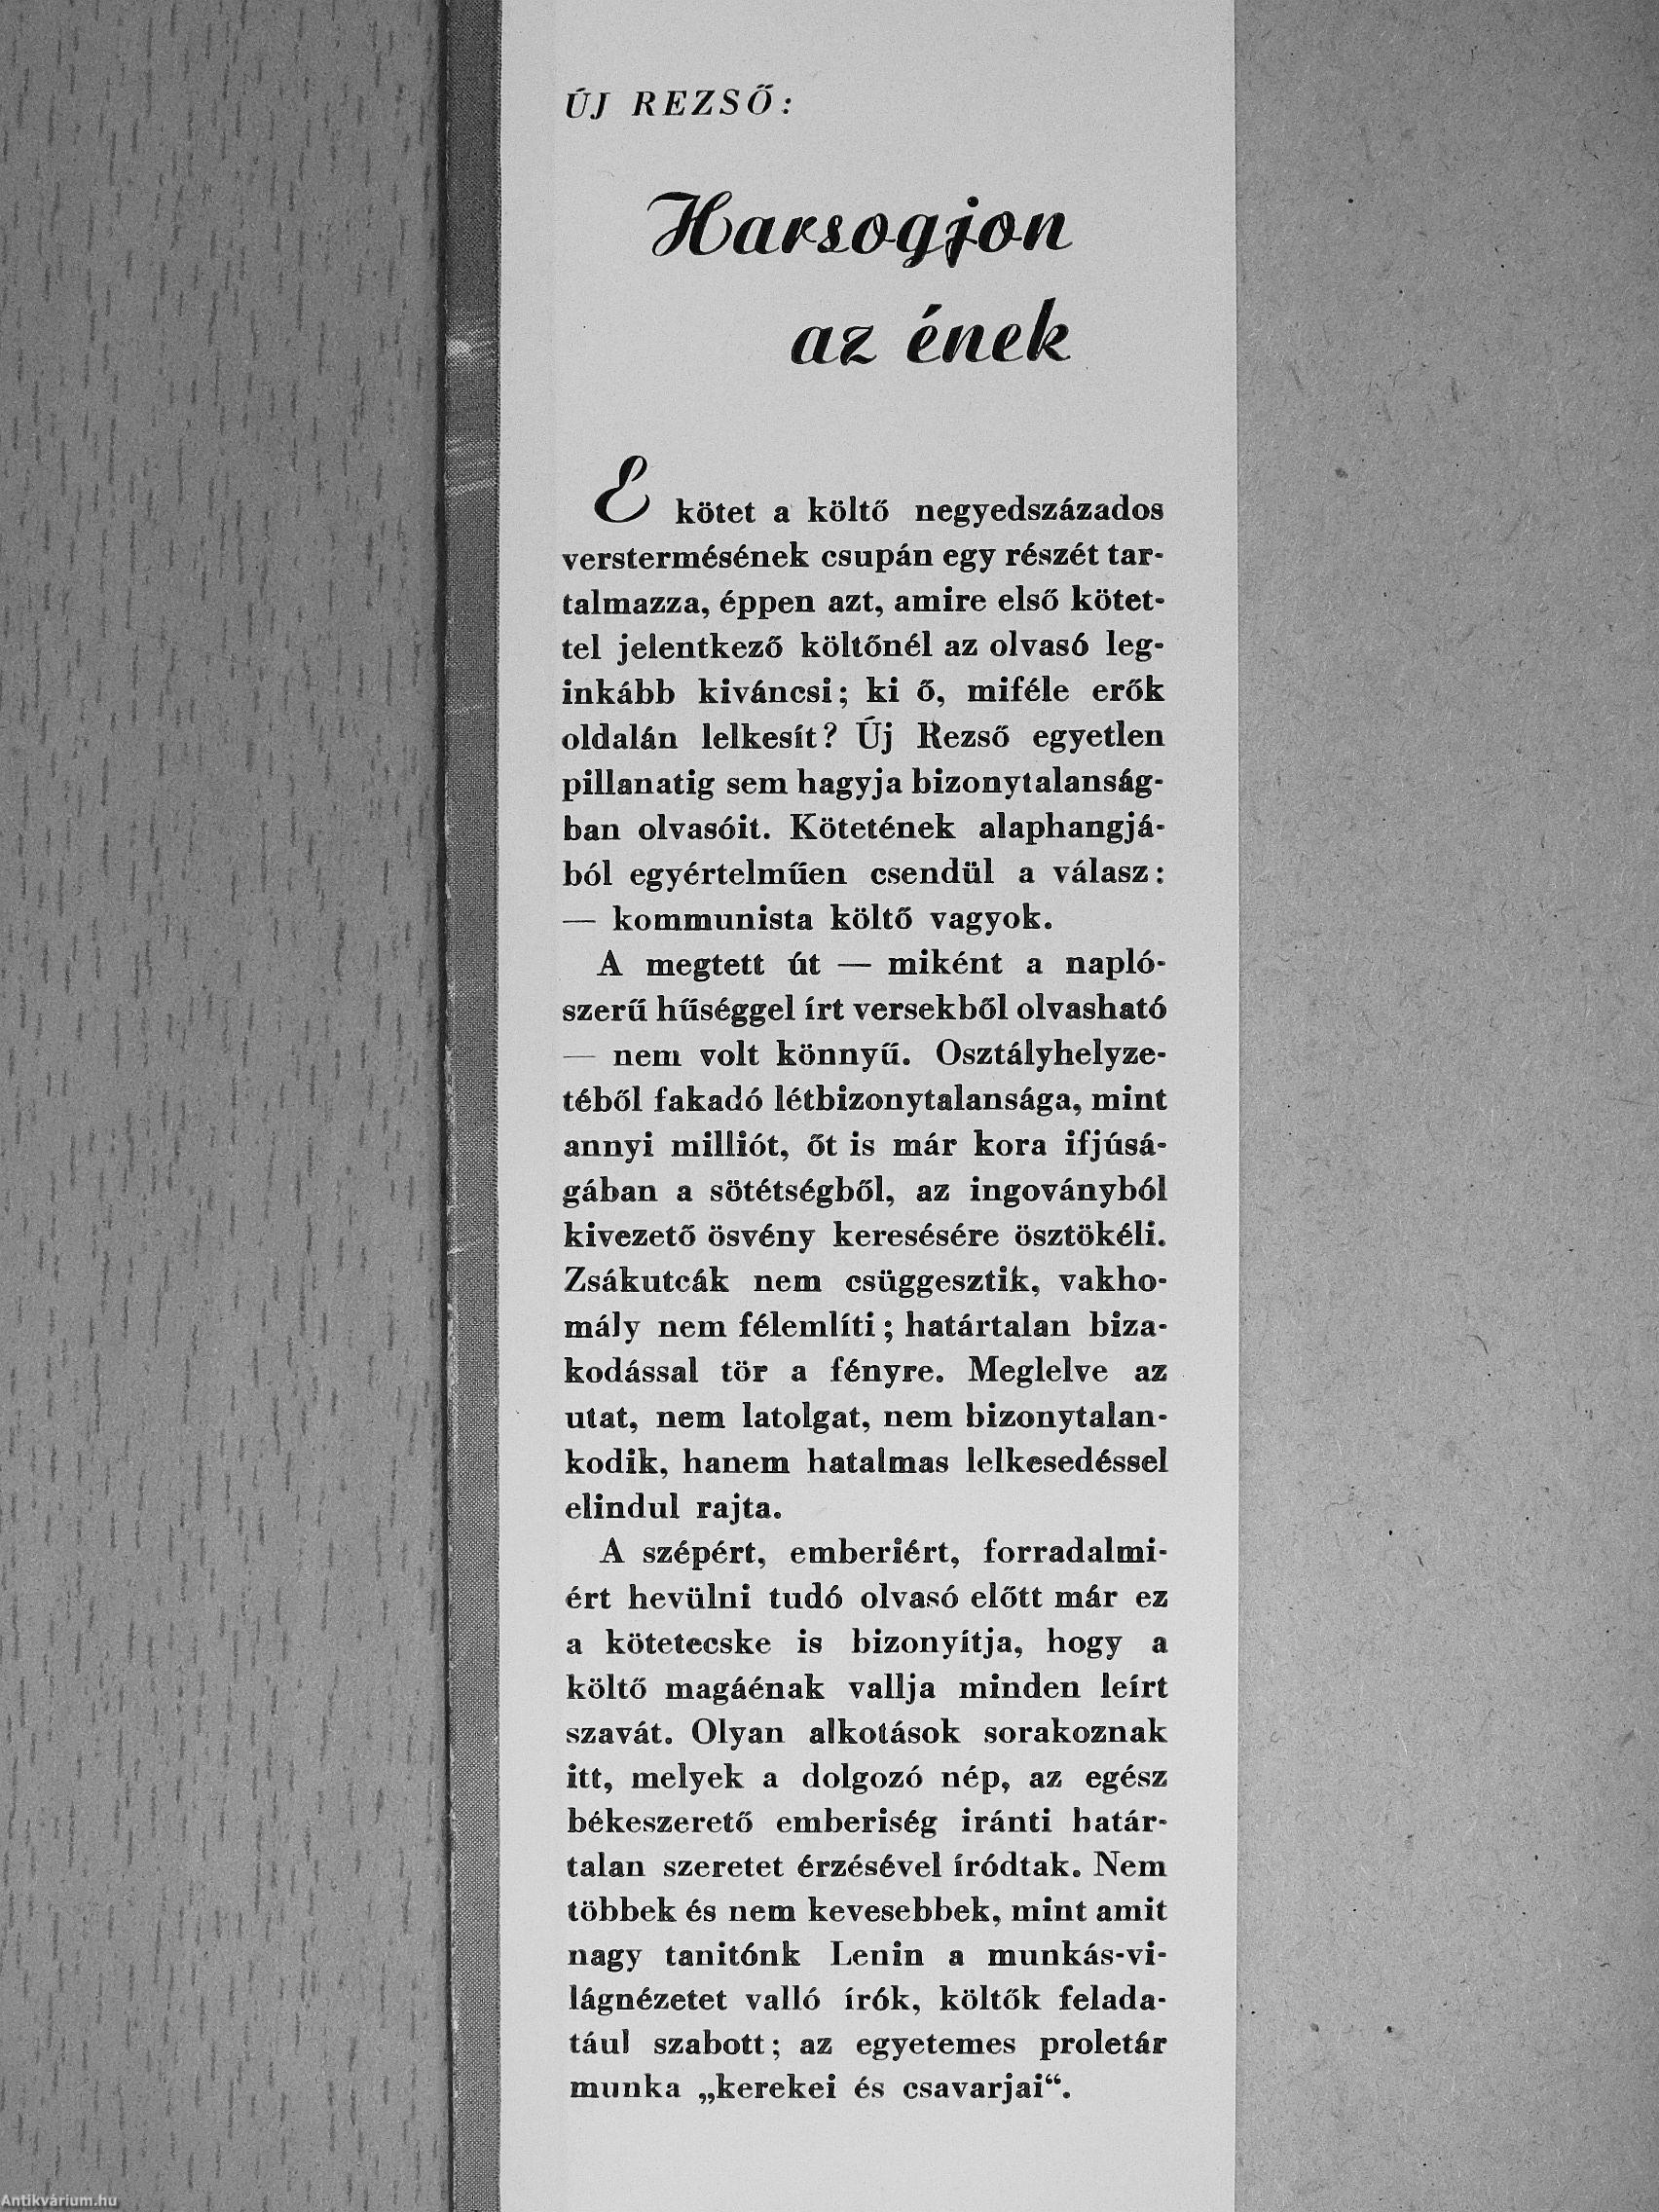 ÚJ REZSŐ:
Harsogjon
az ének
E kötet a költő negyedszázados
verstermésének csupán egy részét tar-
talmazza, éppen azt, amire első kötet-
tel jelentkező költőnél az olvasó leg-
inkább kiváncsi; ki ő, miféle erők
oldalán lelkesít? Új Rezső egyetlen
pillanatig sem hagyja bizonytalanság-
ban olvasóit. Kötetének alaphangjá-
ból egyértelműen csendül a válasz:
— kommunista költő vagyok.
A megtett út — miként a napló-
szerű hűséggel írt versekből olvasható
— nem volt könnyű. Osztályhelyze-
téből fakadó létbizonytalansága, mint
annyi milliót, őt is már kora ifjúsá-
gában a sötétségből, az ingoványból
kivezető ösvény keresésére ösztökéli.
Zsákutcák nem csüggesztik, vakho-
mály nem félemlíti; határtalan biza-
kodással tör a fényre. Meglelve az
utat, nem latolgat, nem bizonytalan-
kodik, hanem hatalmas lelkesedéssel
elindul rajta.
A szépért, emberiért, forradalmi-
ért hevülni tudó olvasó előtt már ez
a kötetecske is bizonyítja, hogy a
költő magáénak vallja minden leírt
szavát. Olyan alkotások sorakoznak
itt, melyek a dolgozó nép, az egész
békeszerető emberiség iránti határ-
talan szeretet érzésével íródtak. Nem
többek és nem kevesebbek, mint amit
nagy tanitónk Lenin a munkás-vi-
lágnézetet valló írók, költők felada-
tául szabott; az egyetemes proletár
munka „kerekei és csavarjai“.
Antikvárium.hu